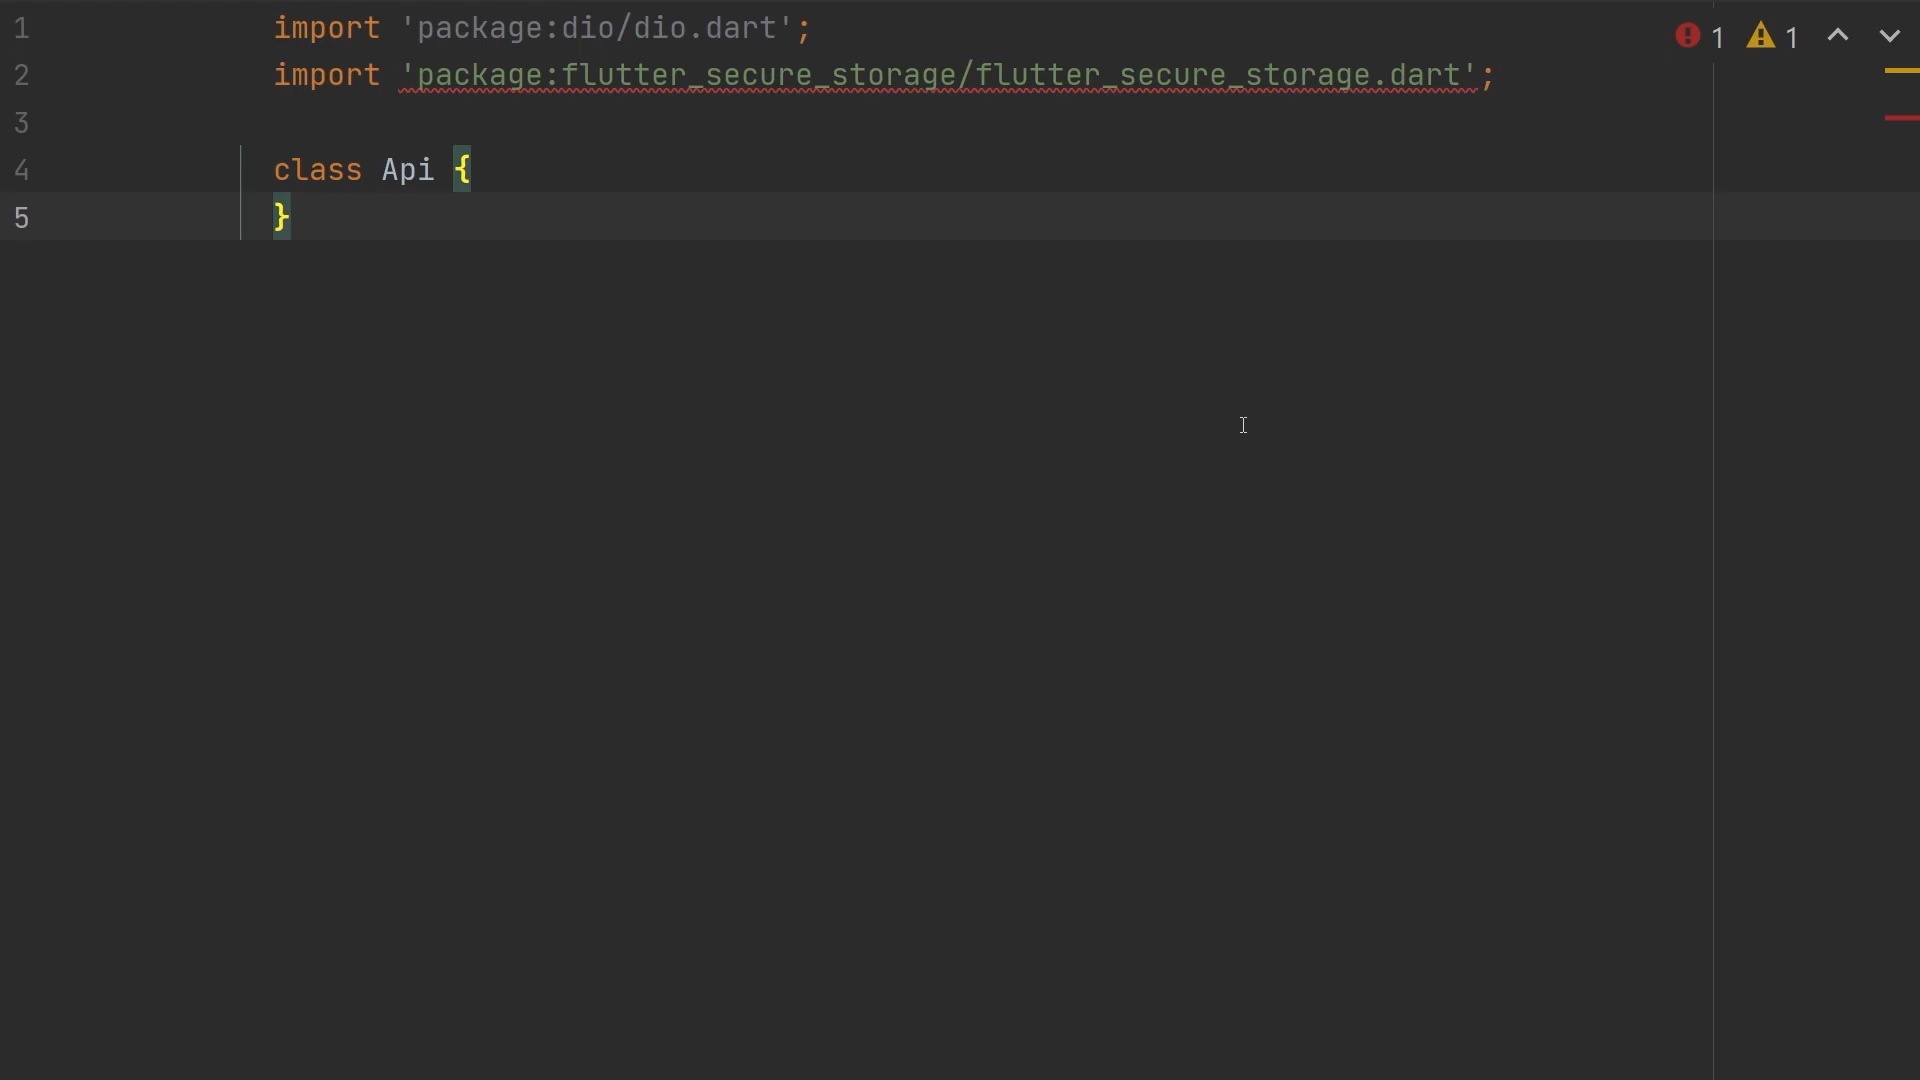 1 import 'package:dio/dio.dart'; 1 1
2 import 'package:flutter_secure_storage/flutter_secure_storage.dart';
3
4 class Api {
5 }